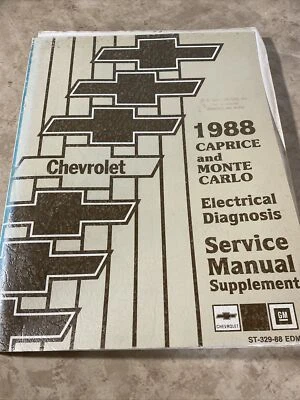 1988
CAPRICE
and
MONTE
CARLO
Chevrolet
Electrical
Diagnosis
Service
Manual
Supplement
CHEVROLET
GM
ST-329-88 EDM